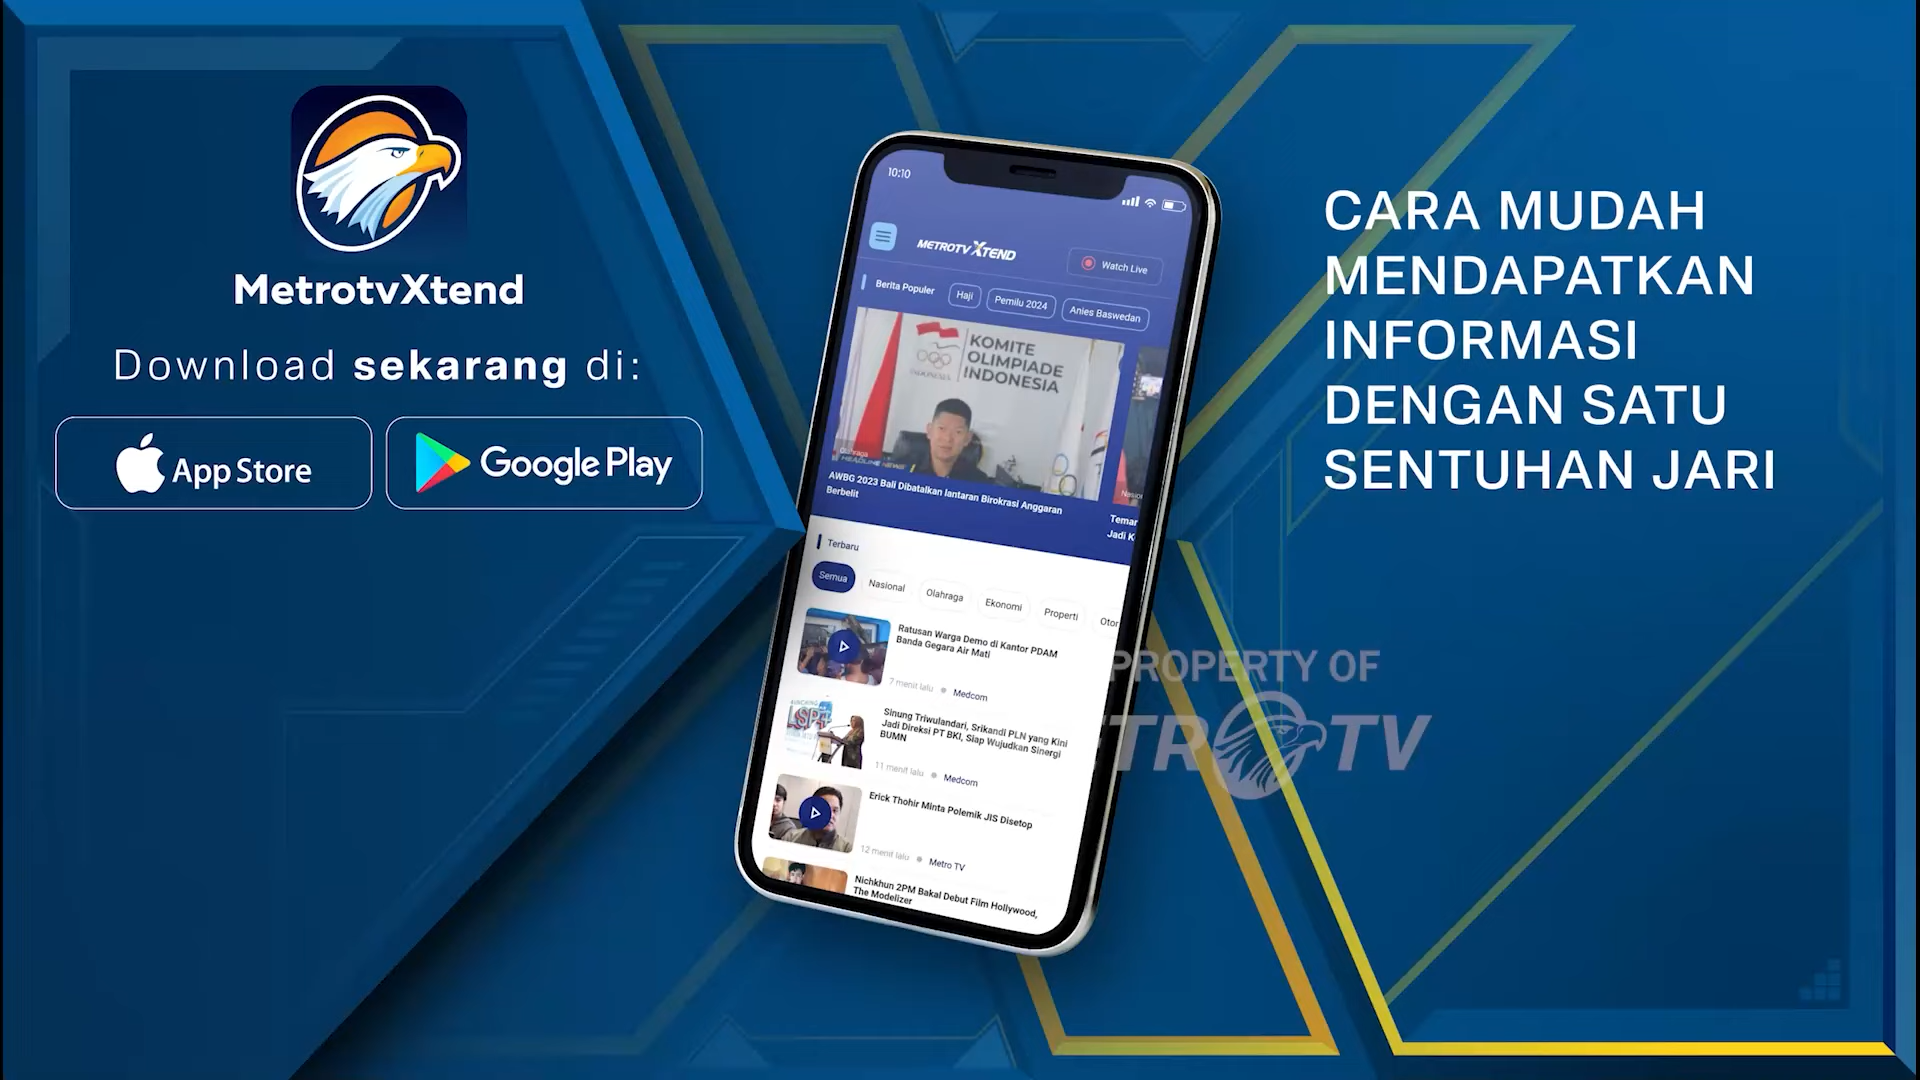 MetrotvXtend
Download sekarang di:
App Store
Google Play
10:10
METROTV XTEND
Watch Live
Berita Populer
Haji
Pemilu 2024
Anies Baswedan
KOMITE
OLIMPIADE
INDONESIA
INDONESIA
Olahraga
HEADLINE NEWS
AWBG 2023 Bali Dibatalkan lantaran Birokrasi Anggaran
Berbelit
Terbaru
Semua
Nasional
Olahraga
Ekonomi
Properti
Ratusan Warga Demo di Kantor PDAM
Banda Gegara Air Mati
7 menit lalu
Medcom
Sinung Triwulandari, Srikandi PLN yang Kini
Jadi Direksi PT BKI, Siap Wujudkan Sinergi
BUMN
11 menit lalu
Medcom
Erick Thohir Minta Polemik JIS Disetop
12 menit lalu
Metro TV
Nichkhun 2PM Bakal Debut Film Hollywood,
The Modelizer
CARA MUDAH
MENDAPATKAN
INFORMASI
DENGAN SATU
SENTUHAN JARI
PROPERTY OF
TV